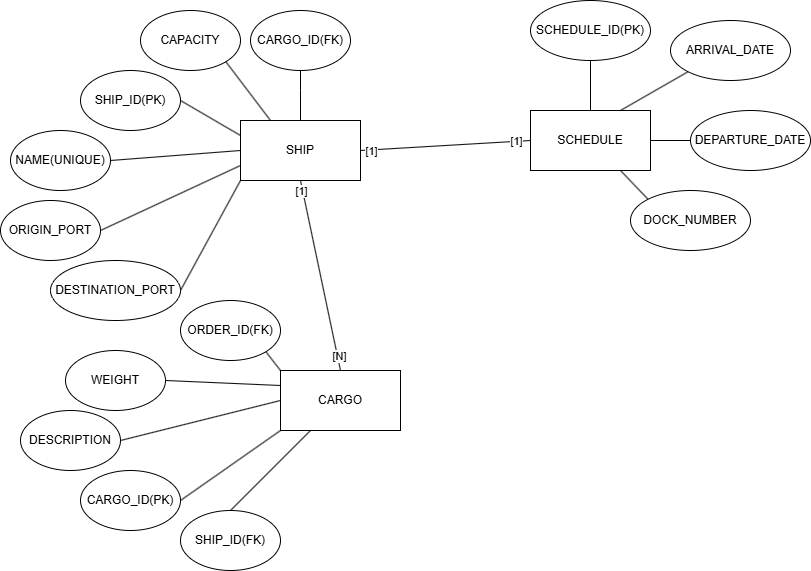 CAPACITY
CARGO_ID(FK)
SCHEDULE_ID(PK)
ARRIVAL_DATE
SHIP_ID(PK)
NAME(UNIQUE)
SHIP
[1]
[1]
SCHEDULE
DEPARTURE_DATE
[1]
ORIGIN_PORT
DOCK_NUMBER
DESTINATION_PORT
ORDER_ID(FK)
[N]
WEIGHT
CARGO
DESCRIPTION
CARGO_ID(PK)
SHIP_ID(FK)